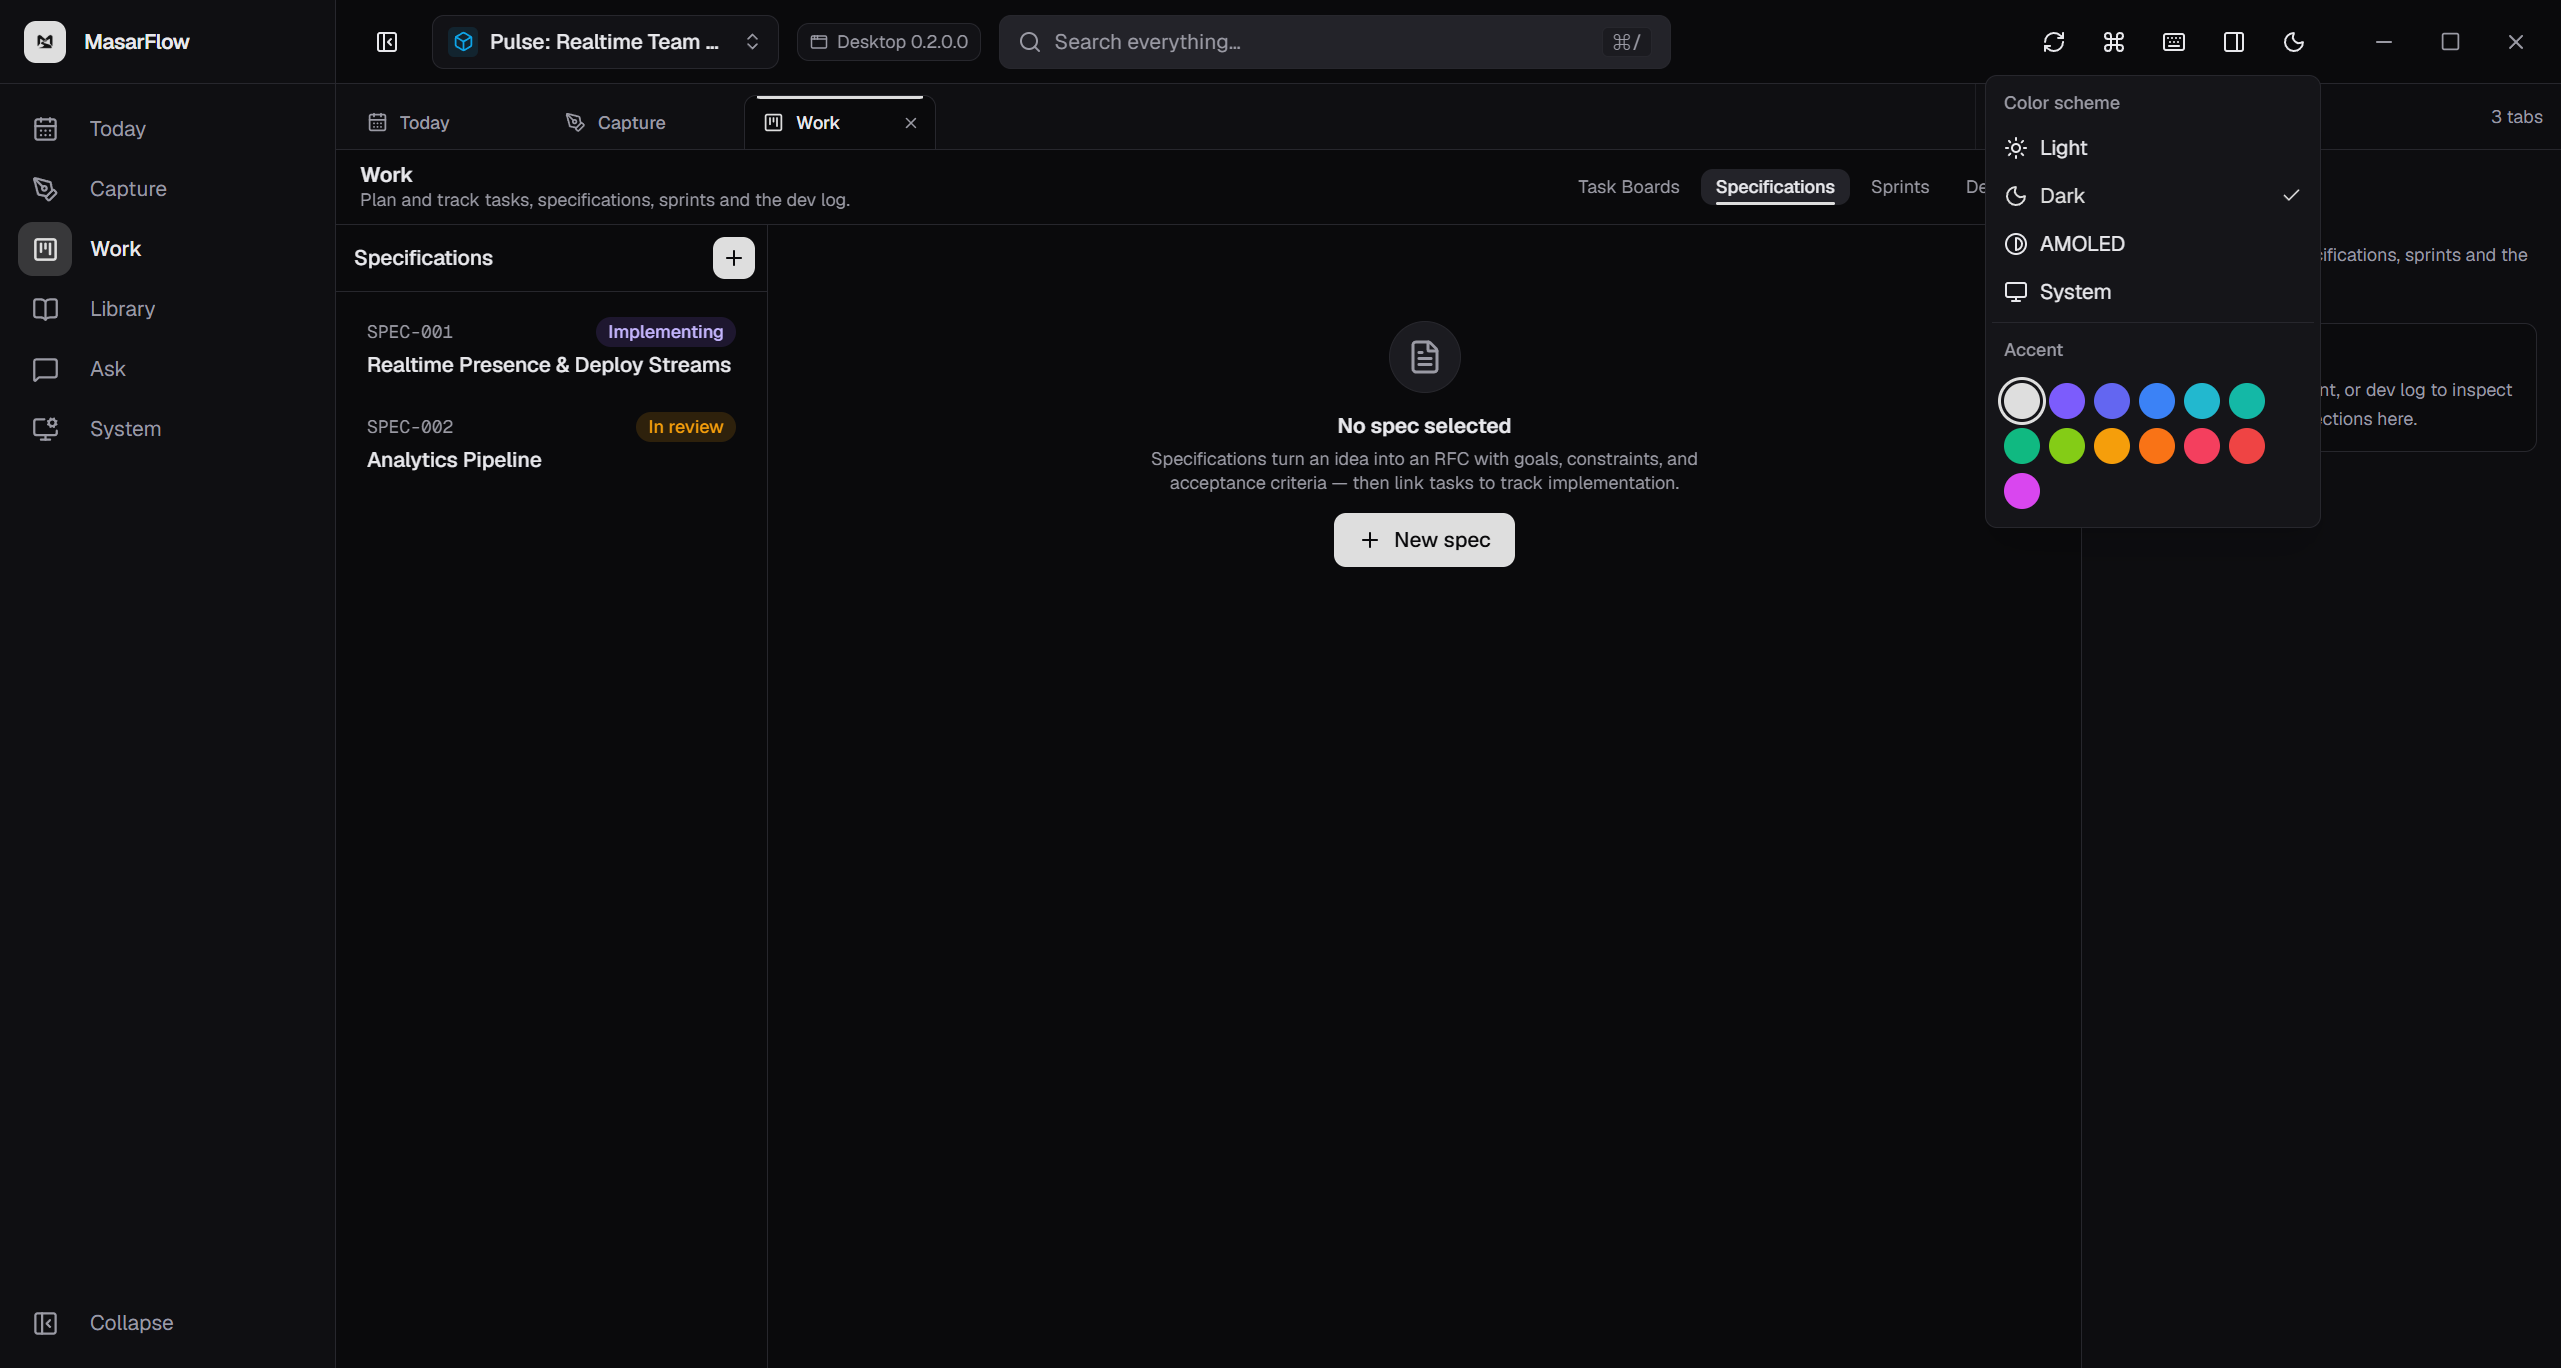 MasarFlow
Pulse: Realtime Team ...
Desktop 0.2.0.0
Search everything...
⌘/
Today
Capture
Work
Library
Ask
System
Collapse
Today
Capture
Work
3 tabs
Work
Plan and track tasks, specifications, sprints and the dev log.
Task Boards
Specifications
Sprints
De
Specifications
SPEC-001
Implementing
Realtime Presence & Deploy Streams
SPEC-002
In review
Analytics Pipeline
No spec selected
Specifications turn an idea into an RFC with goals, constraints, and
acceptance criteria — then link tasks to track implementation.
New spec
Color scheme
Light
Dark
AMOLED
System
Accent
ifications, sprints and the
nt, or dev log to inspect
ctions here.